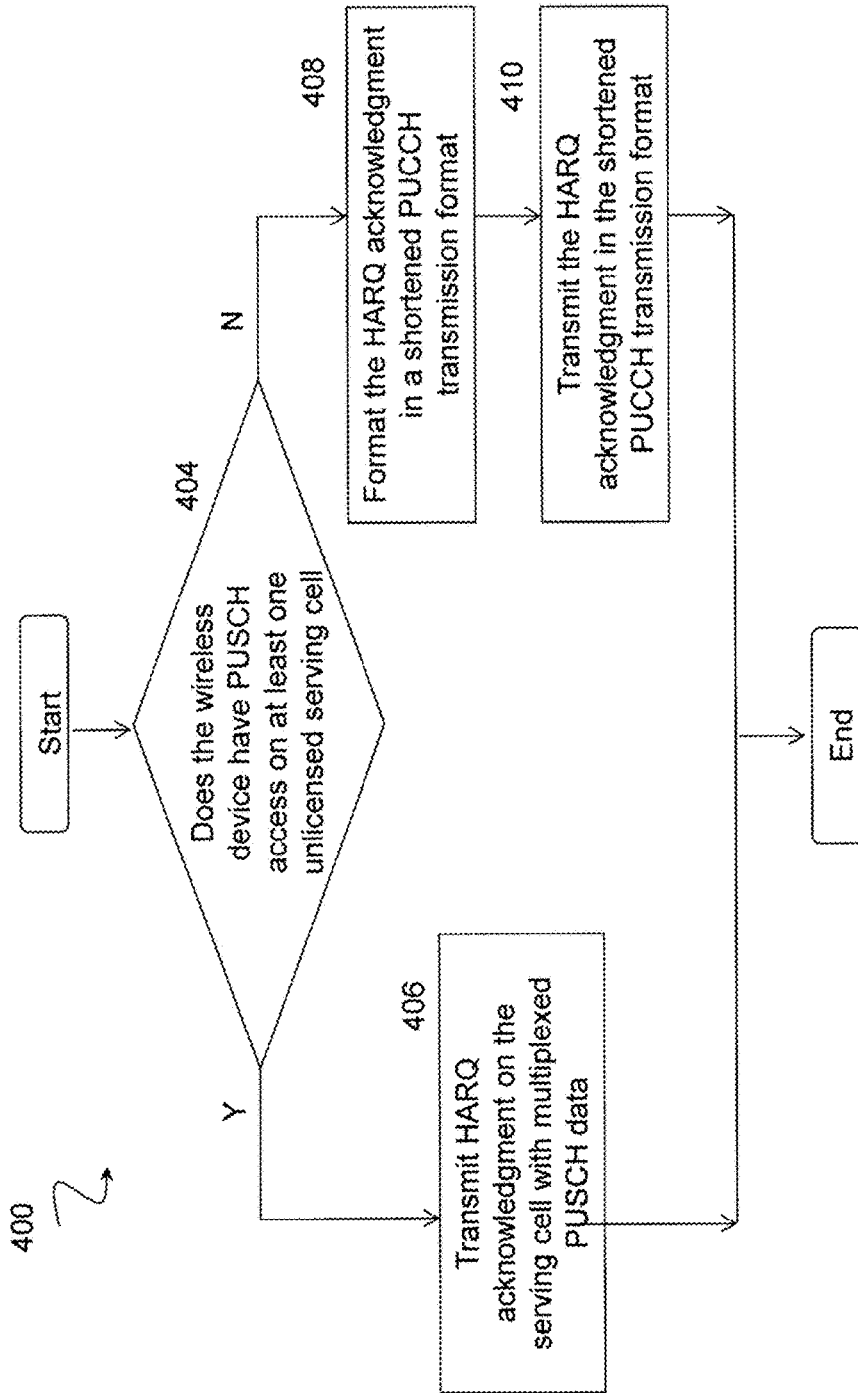 400
Start
404
Does the wireless
device have PUSCH
access on at least one
unlicensed serving cell
Y
N
406
Transmit HARQ
acknowledgment on the
serving cell with multiplexed
PUSCH data
408
Format the HARQ acknowledgment
in a shortened PUCCH
transmission format
410
Transmit the HARQ
acknowledgment in the shortened
PUCCH transmission format
End